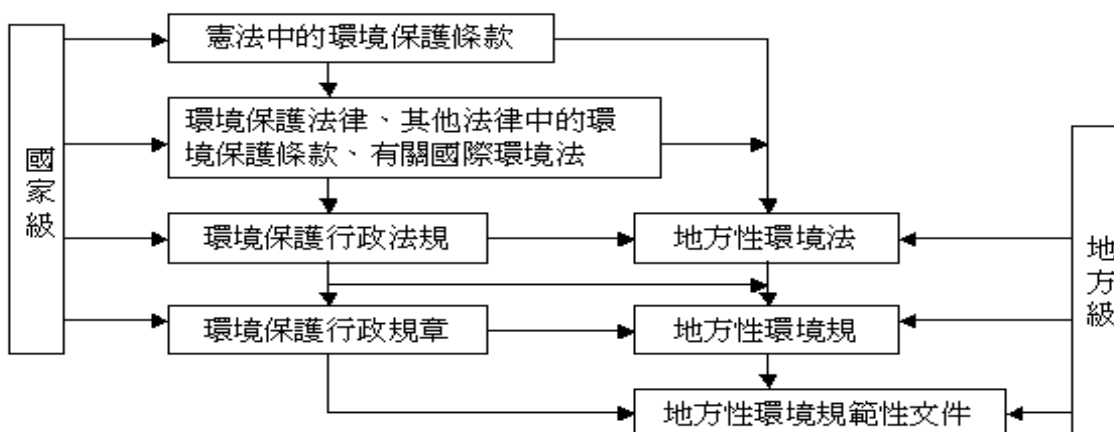 國家級
憲法中的環境保護條款
環境保護法律、其他法律中的環
境保護條款、有關國際環境法
環境保護行政法規
地方性環境法
環境保護行政規章
地方性環境規
地方性環境規範性文件
地方級